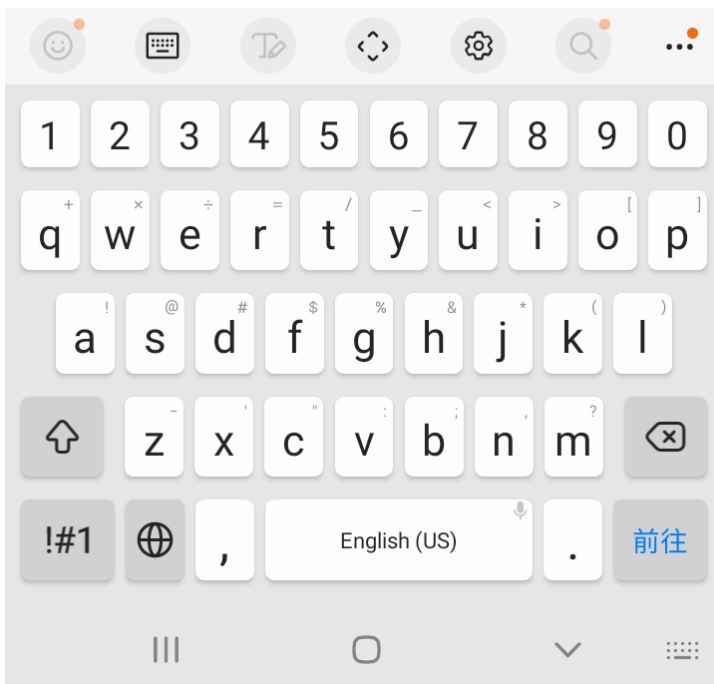 1 2 3 4 5 6 7 8 9 0
+ × ÷ = / _ < > [ ]
q w e r t y u i o p
! @ # $ % & * ( )
a s d f g h j k l
- ' " : ; , ?
z x c v b n m
!#1 , English (US) . 前往